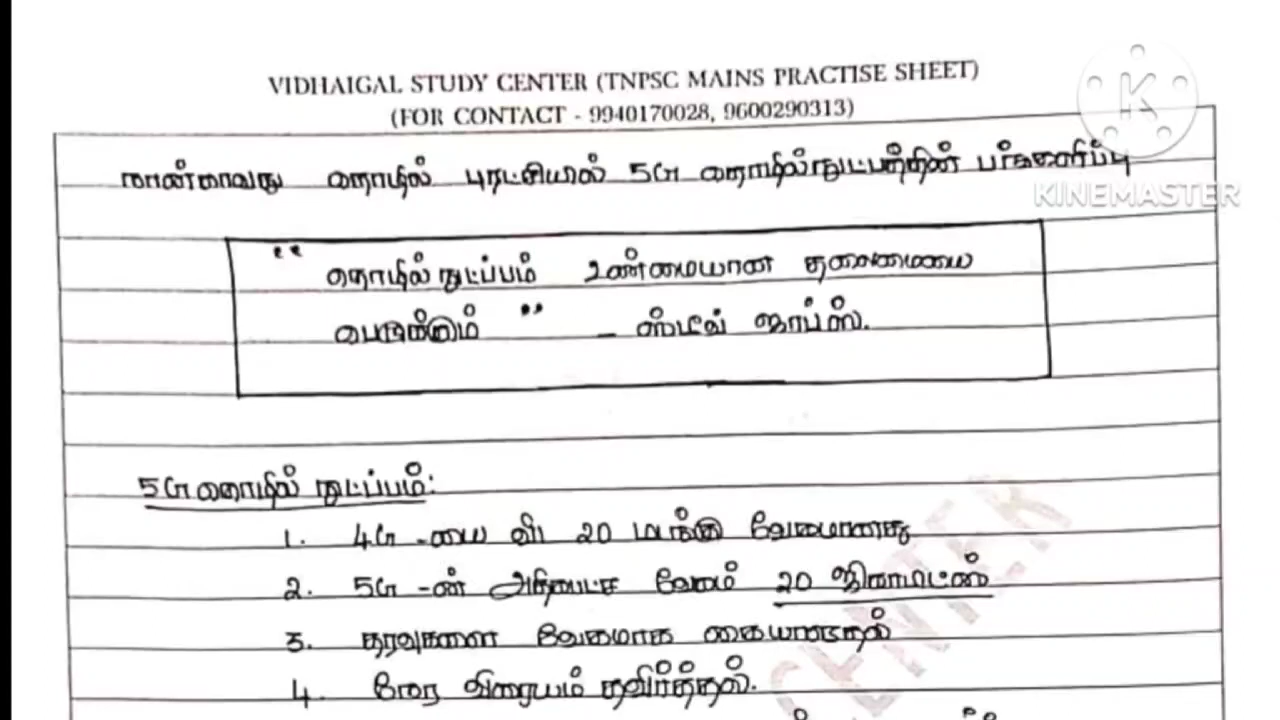 VIDHAIGAL STUDY CENTER (TNPSC MAINS PRACTISE SHEET)
(FOR CONTACT - 9940170028, 9600290313)
K
KINEMASTER
நான்காவது தொழில் புரட்சியில் 5G தொழில்நுட்பத்தின் பங்களிப்பு
“ தொழில்நுட்பம் உண்மையான தலைமையை
” – ஸ்டீவ் ஜாப்ஸ்.
5G தொழில் நுட்பம்:
1. 4G -யை விட 20 மடங்கு வேகமானது
2. 5G -ன் அதிகபட்ச வேகம் 20 ஜிகாபிட்ஸ்
3. தரவுகளை வேகமாக கையாளுதல்
4. நேர விரையம் தவிர்த்தல்.
CENTER